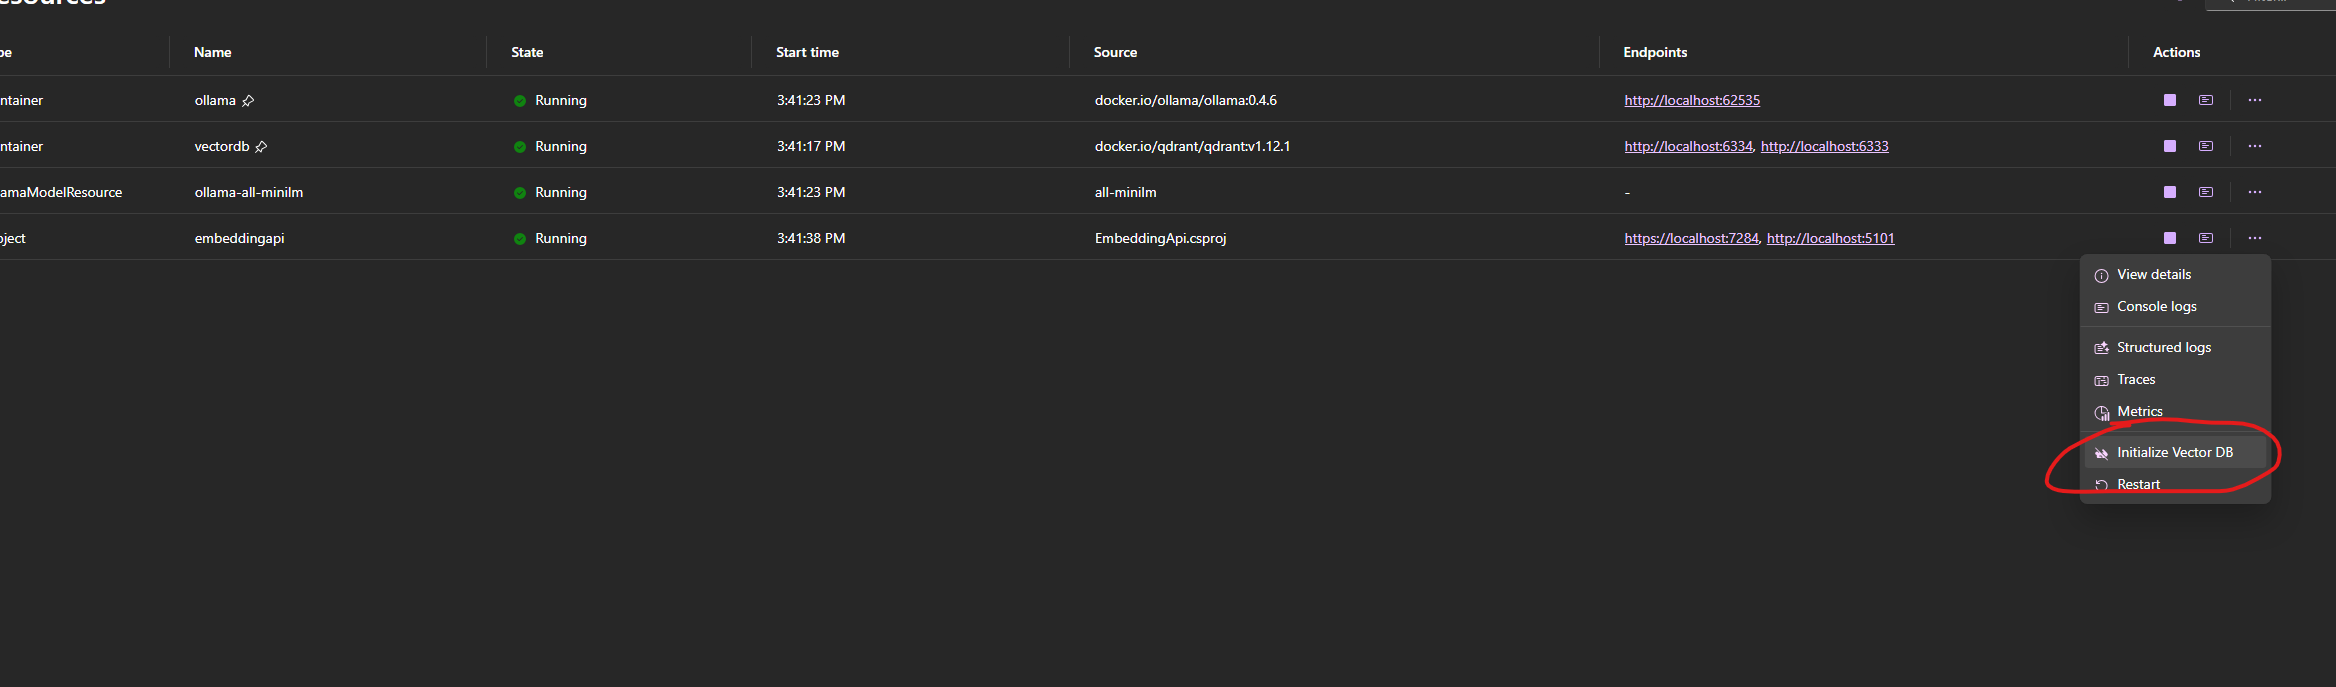 Name State Start time Source Endpoints Actions
ntainer ollama Running 3:41:23 PM docker.io/ollama/ollama:0.4.6 http://localhost:62535
ntainer vectordb Running 3:41:17 PM docker.io/qdrant/qdrant:v1.12.1 http://localhost:6334, http://localhost:6333
amaModelResource ollama-all-minilm Running 3:41:23 PM all-minilm -
ject embeddingapi Running 3:41:38 PM EmbeddingApi.csproj https://localhost:7284, http://localhost:5101
View details
Console logs
Structured logs
Traces
Metrics
Initialize Vector DB
Restart